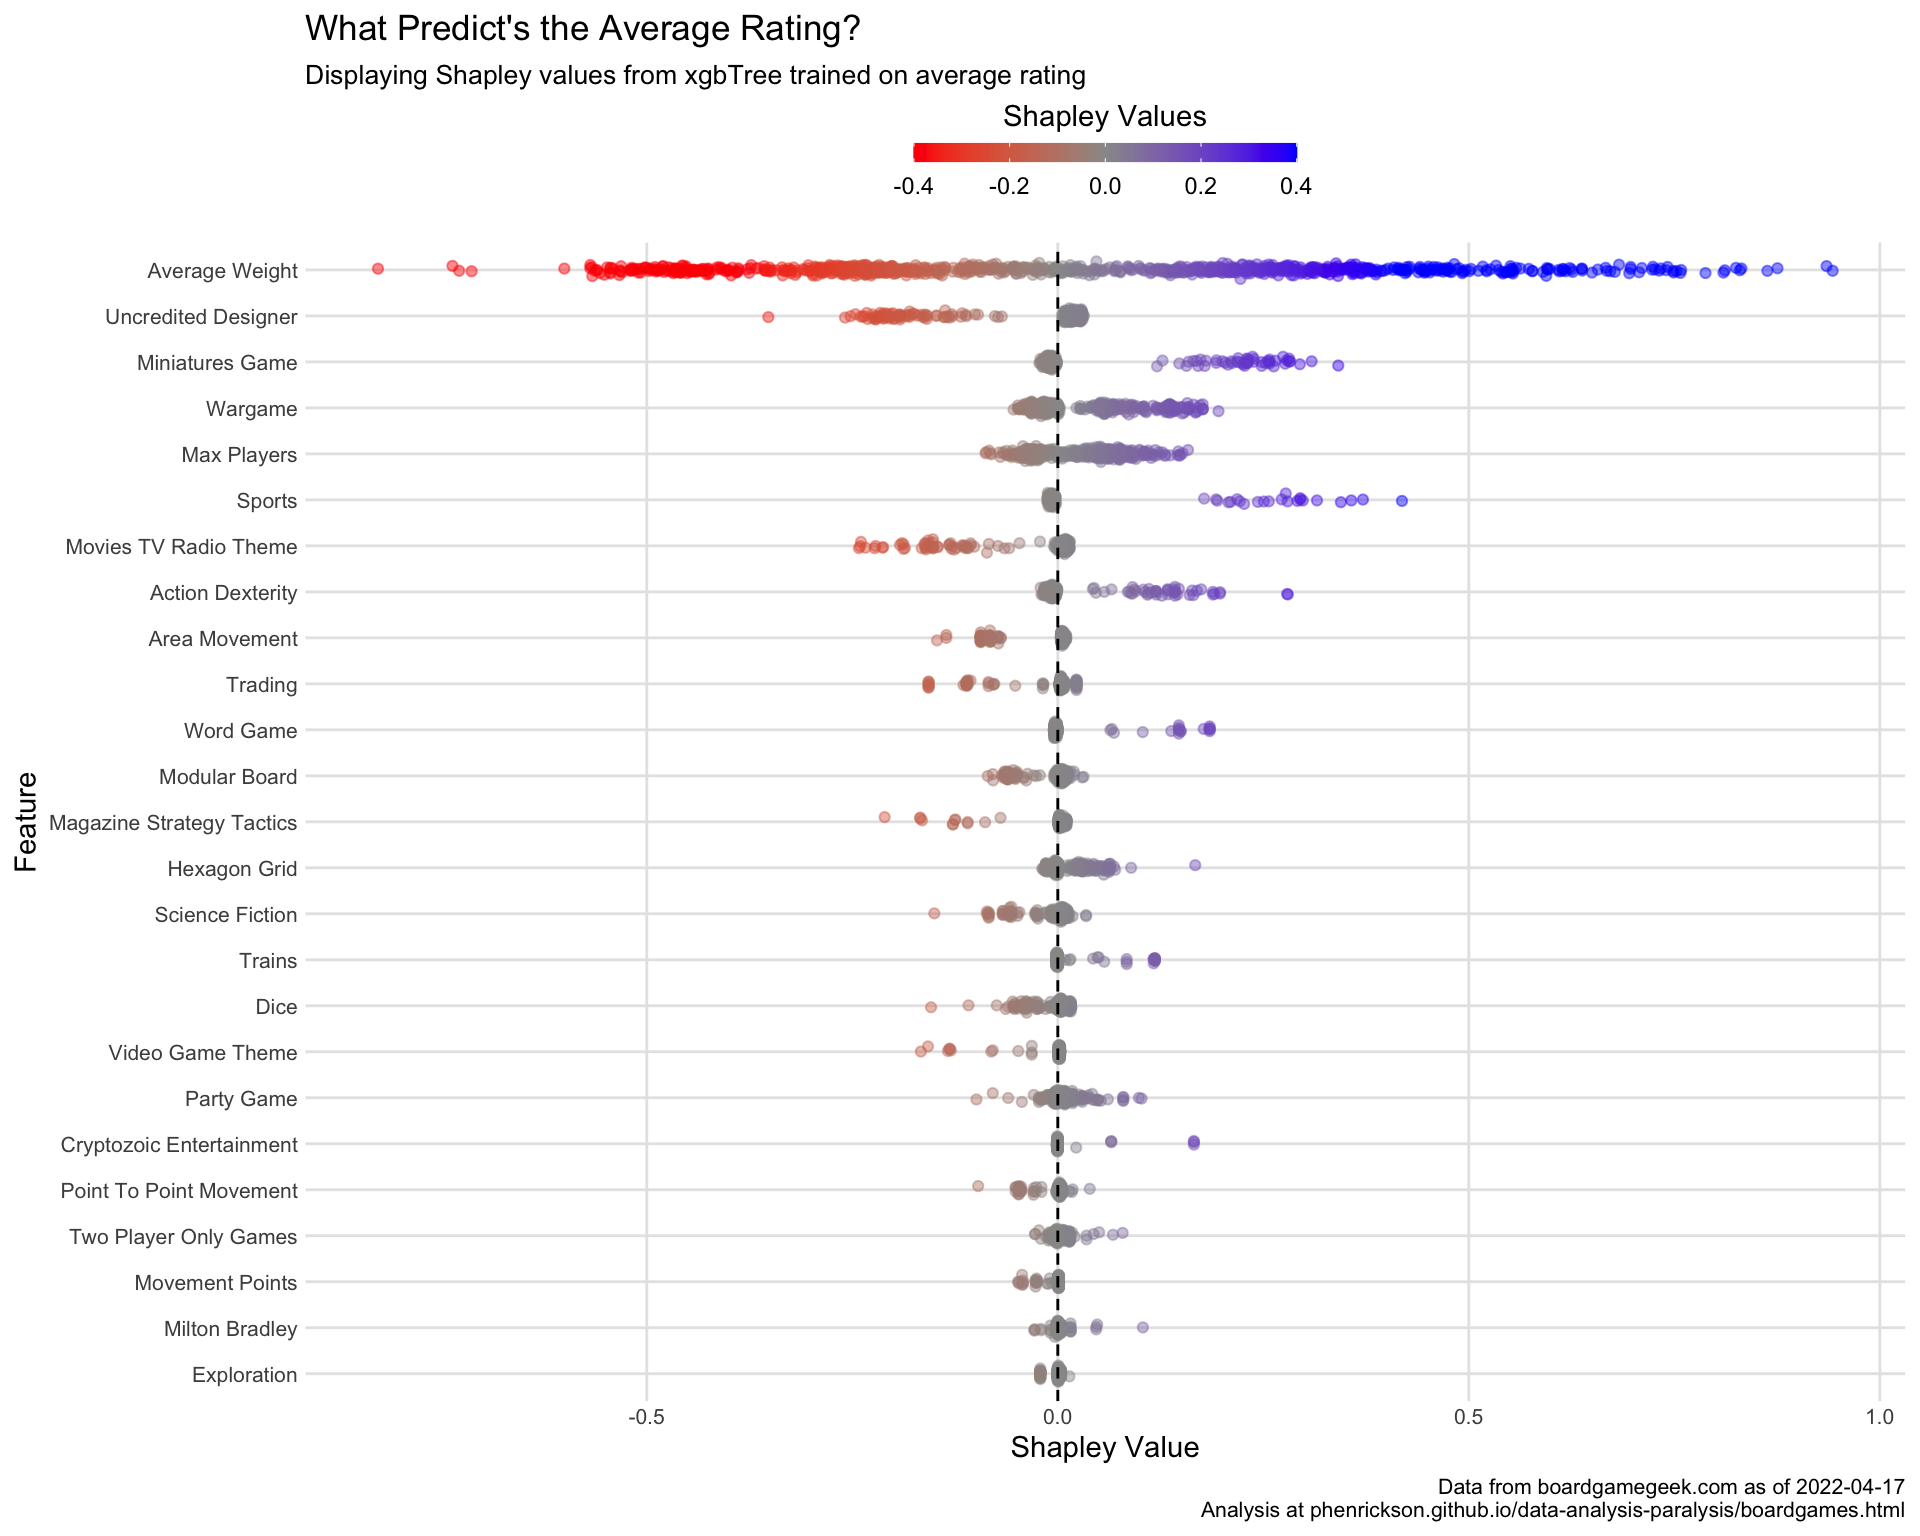 What Predict's the Average Rating?
Displaying Shapley values from xgbTree trained on average rating
Shapley Values
-0.4 -0.2 0.0 0.2 0.4
Feature
Average Weight
Uncredited Designer
Miniatures Game
Wargame
Max Players
Sports
Movies TV Radio Theme
Action Dexterity
Area Movement
Trading
Word Game
Modular Board
Magazine Strategy Tactics
Hexagon Grid
Science Fiction
Trains
Dice
Video Game Theme
Party Game
Cryptozoic Entertainment
Point To Point Movement
Two Player Only Games
Movement Points
Milton Bradley
Exploration
-0.5 0.0 0.5 1.0
Shapley Value
Data from boardgamegeek.com as of 2022-04-17
Analysis at phenrickson.github.io/data-analysis-paralysis/boardgames.html